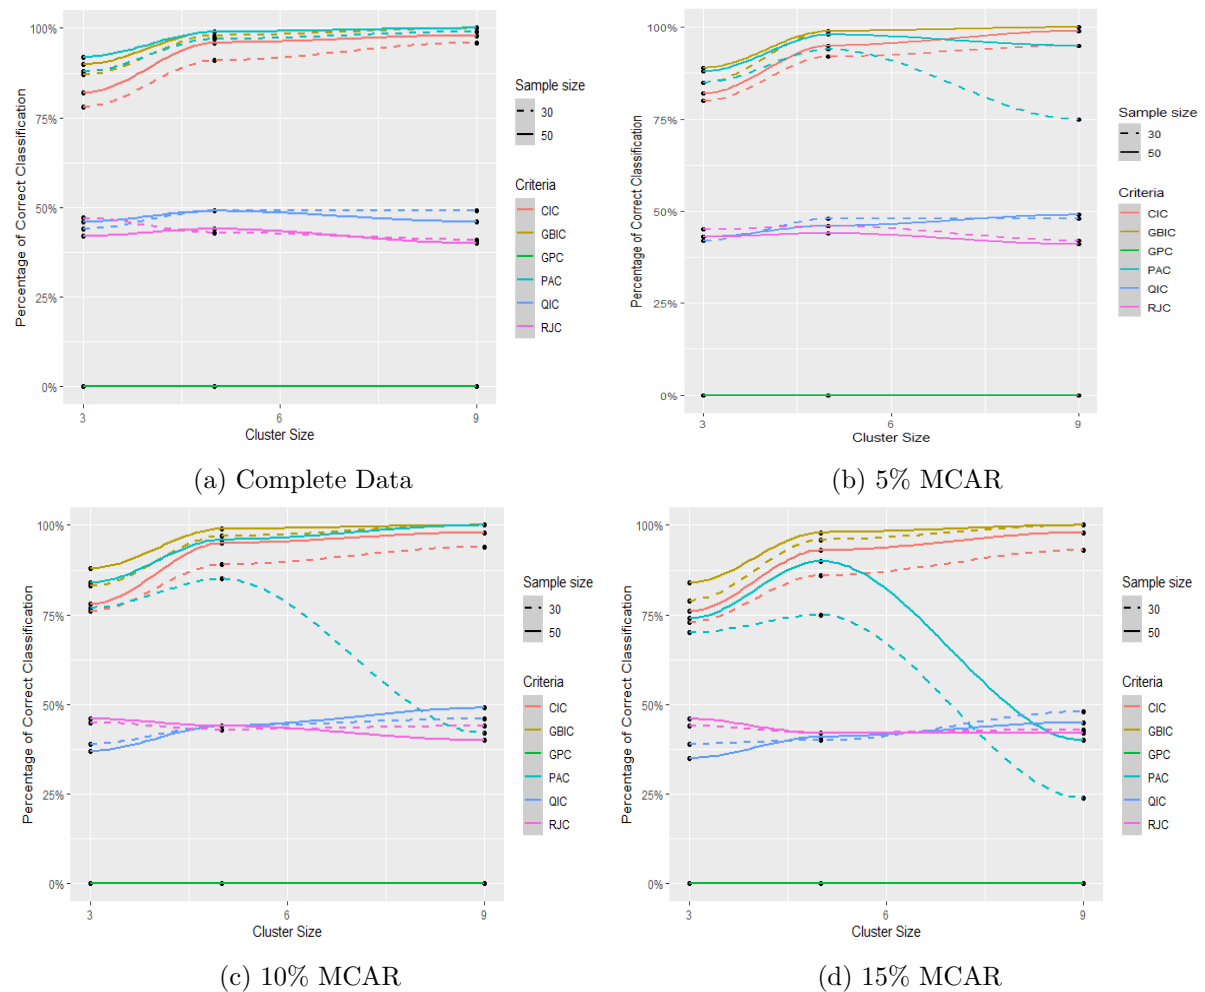 100%
75%
50%
25%
0%
Percentage of Correct Classification
3
6
9
Cluster Size
Sample size
30
50
Criteria
CIC
GBIC
GPC
PAC
QIC
RJC
(a) Complete Data
100%
75%
50%
25%
0%
Percentage of Correct Classification
3
6
9
Cluster Size
Sample size
30
50
Criteria
CIC
GBIC
GPC
PAC
QIC
RJC
(b) 5% MCAR
100%
75%
50%
25%
0%
Percentage of Correct Classification
3
6
9
Cluster Size
Sample size
30
50
Criteria
CIC
GBIC
GPC
PAC
QIC
RJC
(c) 10% MCAR
100%
75%
50%
25%
0%
Percentage of Correct Classification
3
6
9
Cluster Size
Sample size
30
50
Criteria
CIC
GBIC
GPC
PAC
QIC
RJC
(d) 15% MCAR